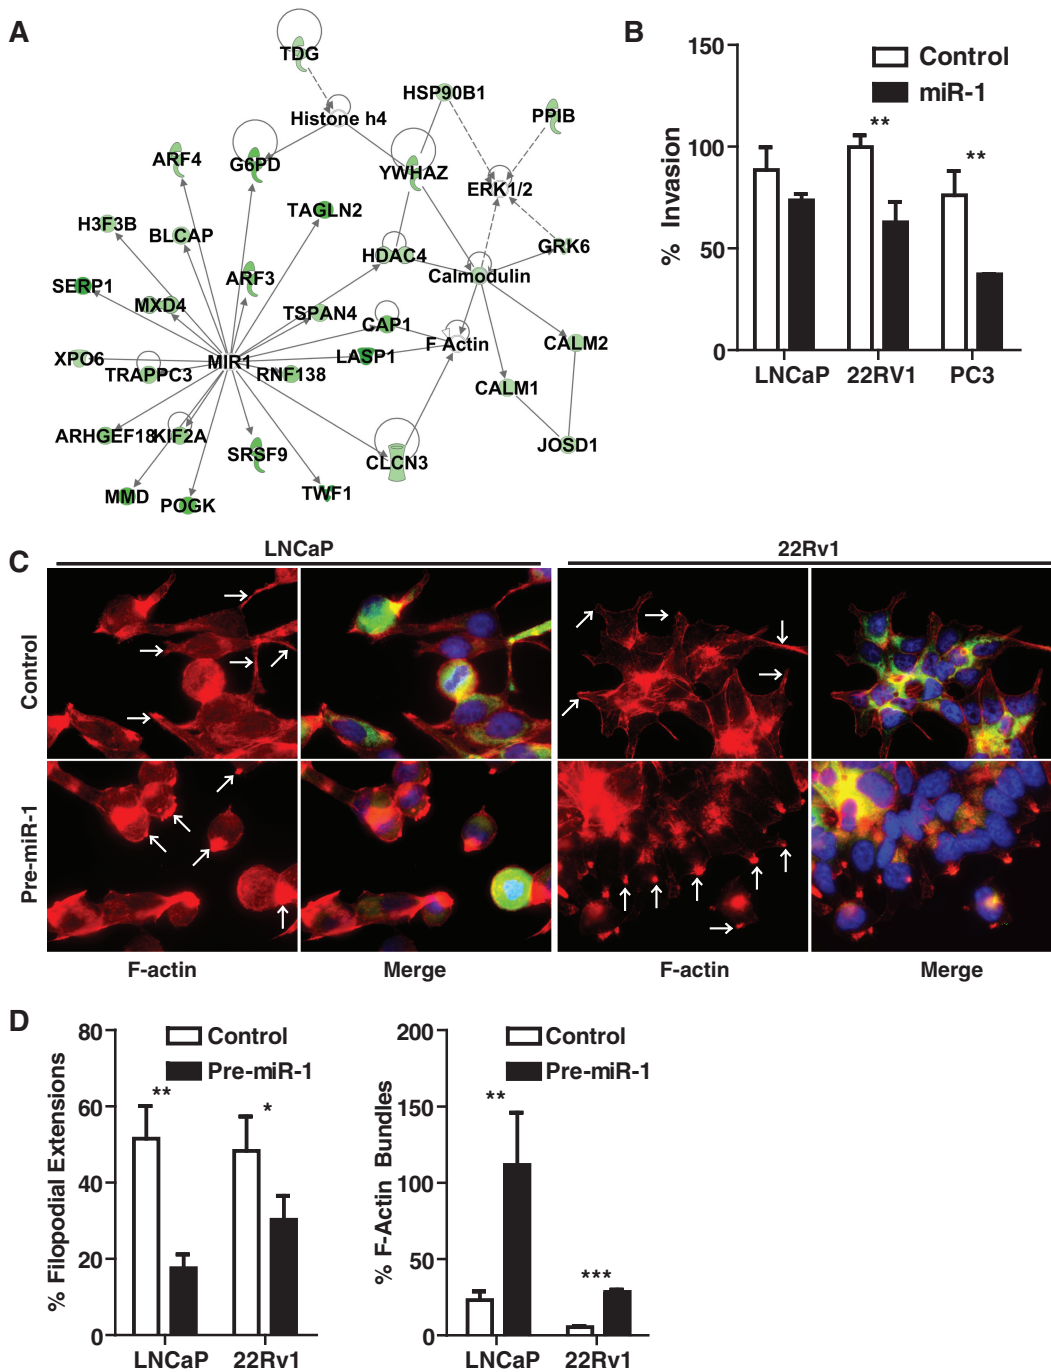 A
TDG
HSP90B1
Histone h4
PPIB
ARF4
G6PD
YWHAZ
ERK1/2
TAGLN2
H3F3B
BLCAP
HDAC4
GRK6
SERP1
ARF3
Calmodulin
MXD4
TSPAN4
CAP1
F Actin
CALM2
XPO6
MIR1
LASP1
TRAPPC3
RNF138
CALM1
ARHGEF18
KIF2A
SRSF9
CLCN3
JOSD1
MMD
POGK
TWF1
B
150
100
50
0
% Invasion
Control
miR-1
**
**
LNCaP
22RV1
PC3
C
LNCaP
22Rv1
Control
Pre-miR-1
F-actin
Merge
F-actin
Merge
D
80
60
40
20
0
% Filopodial Extensions
Control
Pre-miR-1
**
*
LNCaP
22Rv1
200
150
100
50
0
% F-Actin Bundles
Control
Pre-miR-1
**
***
LNCaP
22Rv1